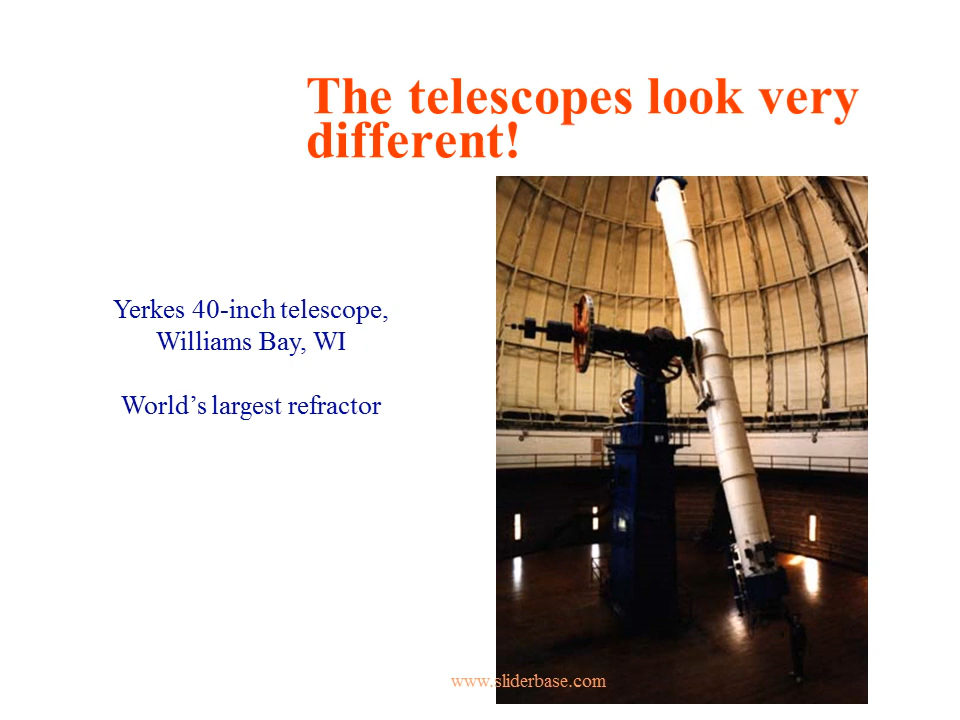 The telescopes look very
different!
Yerkes 40-inch telescope,
Williams Bay, WI
World’s largest refractor
www.sliderbase.com